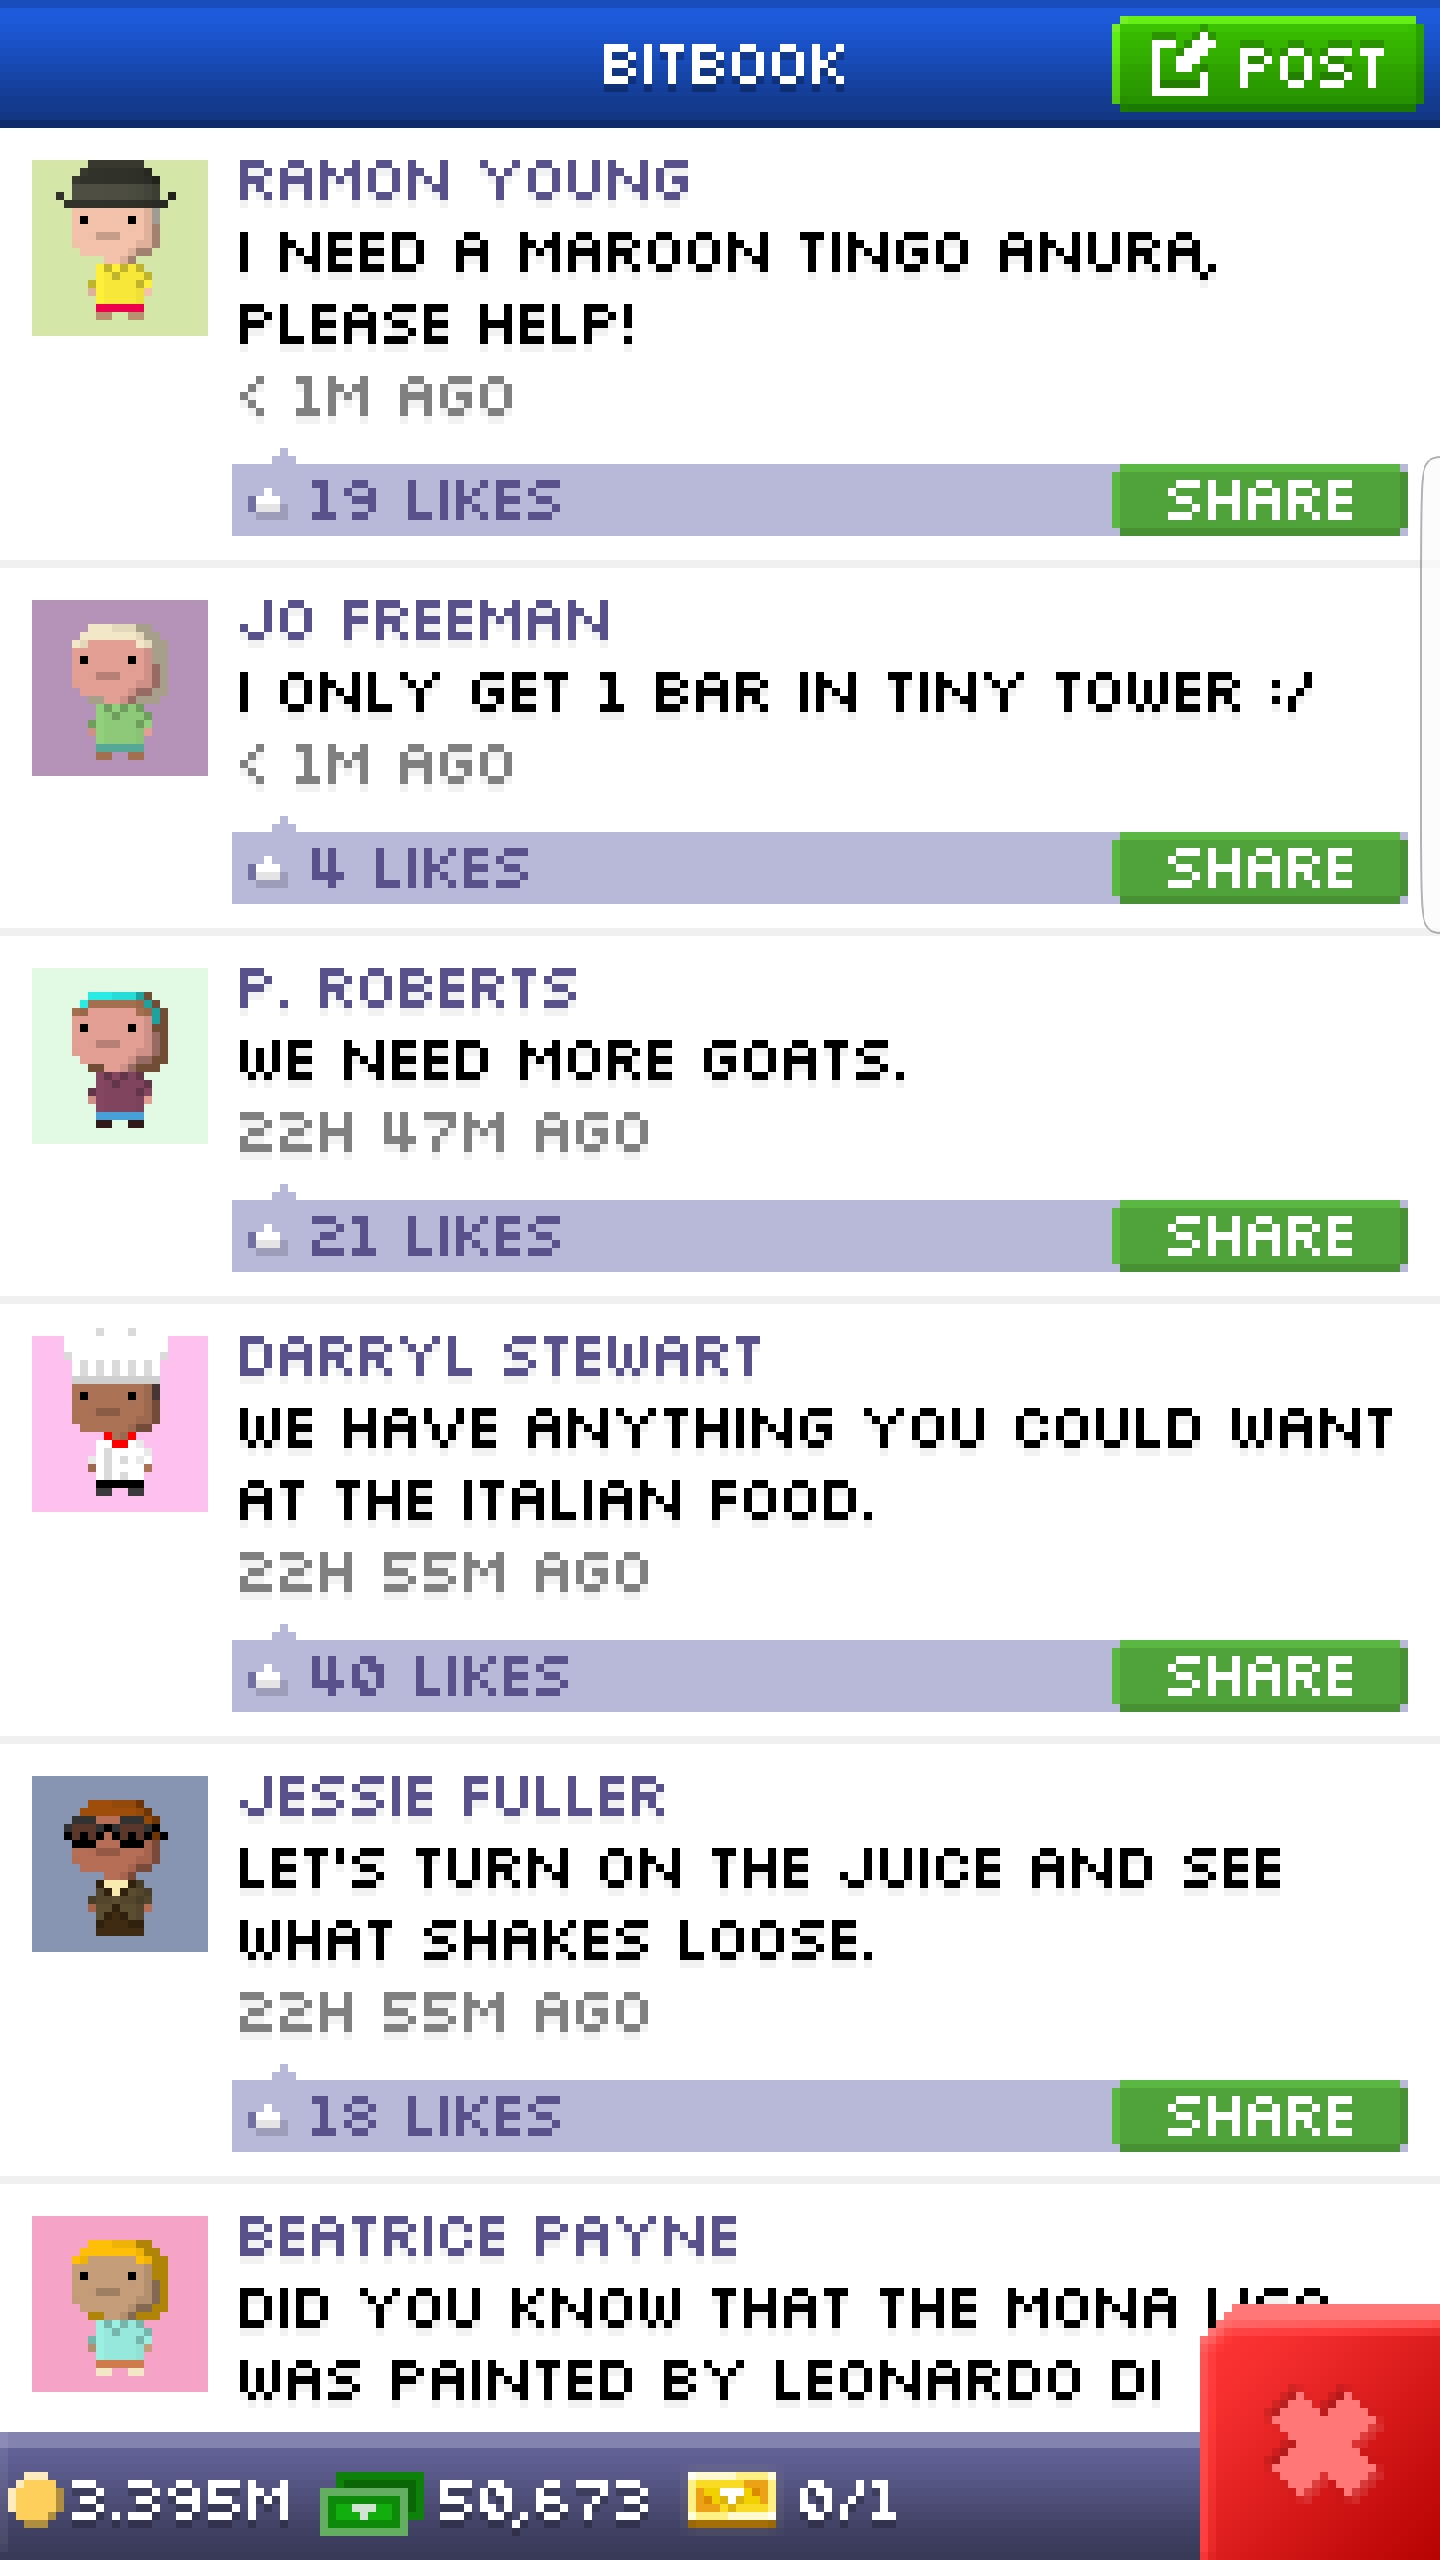 BITBOOK
POST
RAMON YOUNG
I NEED A MAROON TINGO ANURA,
PLEASE HELP!
< 1M AGO
19 LIKES
SHARE
JO FREEMAN
I ONLY GET 1 BAR IN TINY TOWER :/
< 1M AGO
4 LIKES
SHARE
P. ROBERTS
WE NEED MORE GOATS.
22H 47M AGO
21 LIKES
SHARE
DARRYL STEWART
WE HAVE ANYTHING YOU COULD WANT
AT THE ITALIAN FOOD.
22H 55M AGO
40 LIKES
SHARE
JESSIE FULLER
LET'S TURN ON THE JUICE AND SEE
WHAT SHAKES LOOSE.
22H 55M AGO
18 LIKES
SHARE
BEATRICE PAYNE
DID YOU KNOW THAT THE MONA
WAS PAINTED BY LEONARDO DI
3.395M
50,673
0/1